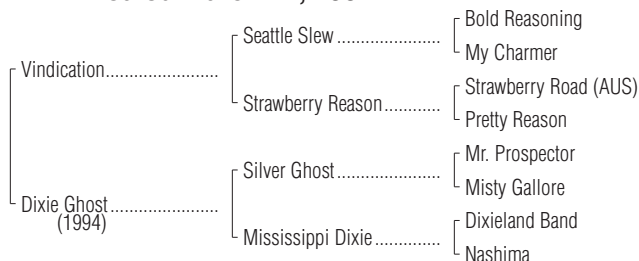 Bold Reasoning
Seattle Slew
My Charmer
Vindication
Strawberry Road (AUS)
Strawberry Reason
Pretty Reason
Mr. Prospector
Silver Ghost
Misty Gallore
Dixie Ghost
(1994)
Dixieland Band
Mississippi Dixie
Nashima